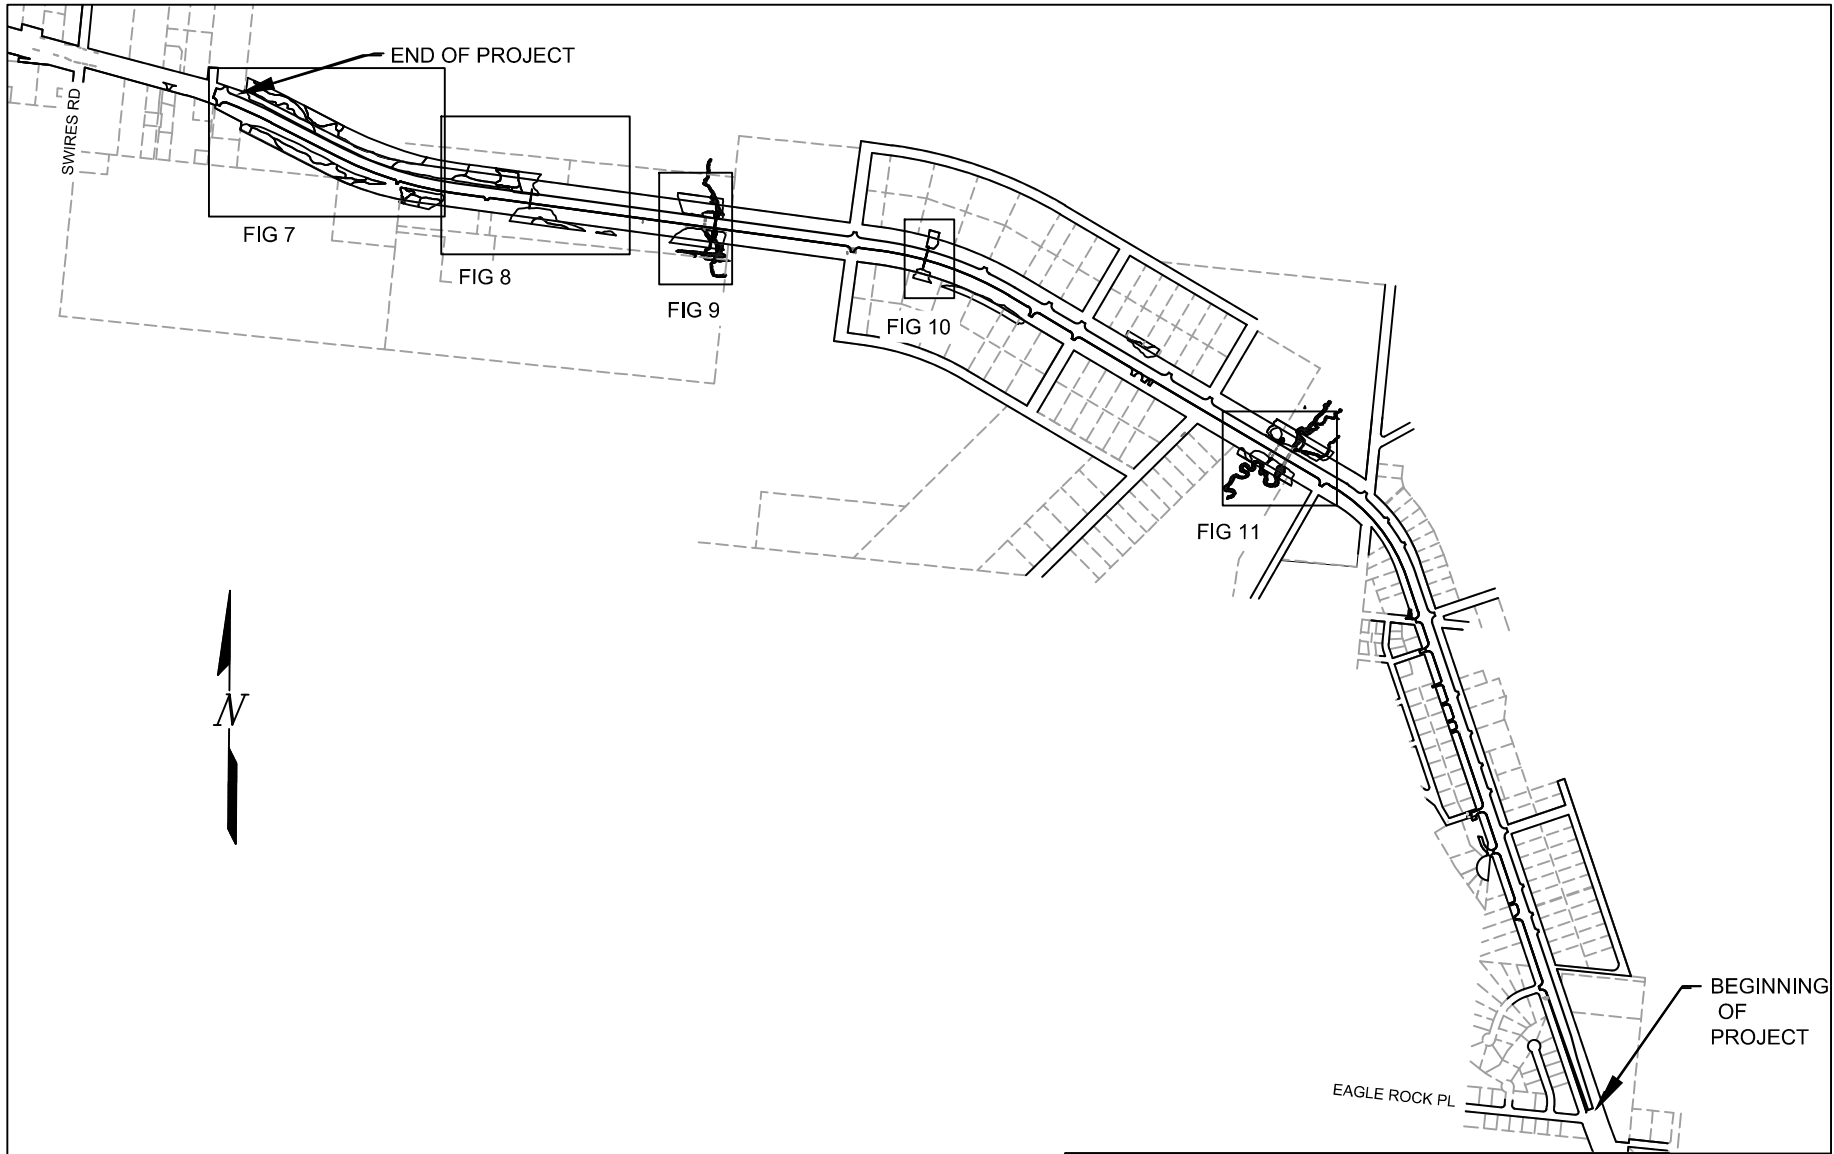 END OF PROJECT
SWIRES RD
FIG 7
FIG 8
FIG 9
FIG 10
FIG 11
N
BEGINNING
OF
PROJECT
EAGLE ROCK PL